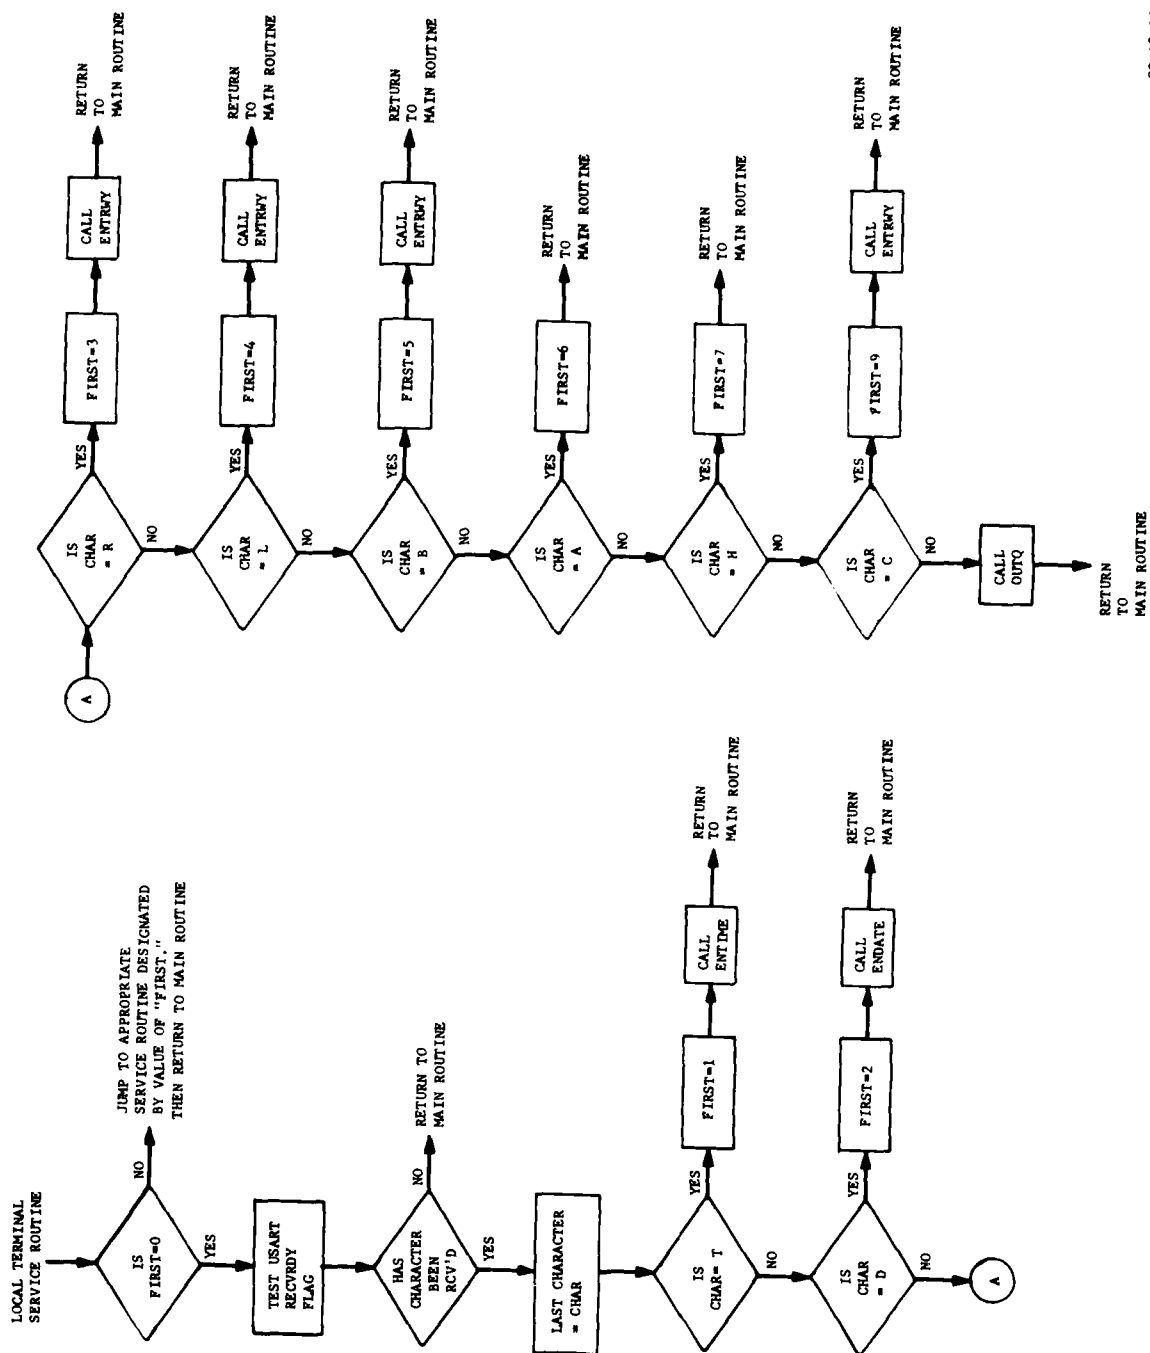 LOCAL TERMINAL
SERVICE ROUTINE
IS
FIRST=0
NO
JUMP TO APPROPRIATE
SERVICE ROUTINE DESIGNATED
BY VALUE OF "FIRST."
THEN RETURN TO MAIN ROUTINE
YES
TEST USART
RECVRDY
FLAG
HAS
CHARACTER
BEEN
RCV'D
NO
RETURN TO
MAIN ROUTINE
YES
LAST CHARACTER
= CHAR
IS
CHAR= T
YES
FIRST=1
CALL
ENTIME
RETURN
TO
MAIN ROUTINE
NO
IS
CHAR
= D
YES
FIRST=2
CALL
ENDATE
RETURN
TO
MAIN ROUTINE
NO
A
A
IS
CHAR
= R
YES
FIRST=3
CALL
ENTRWY
RETURN
TO
MAIN ROUTINE
NO
IS
CHAR
= L
YES
FIRST=4
CALL
ENTRWY
RETURN
TO
MAIN ROUTINE
NO
IS
CHAR
= B
YES
FIRST=5
CALL
ENTRWY
RETURN
TO
MAIN ROUTINE
NO
IS
CHAR
= A
YES
FIRST=6
RETURN
TO
MAIN ROUTINE
NO
IS
CHAR
= H
YES
FIRST=7
RETURN
TO
MAIN ROUTINE
NO
IS
CHAR
= C
YES
FIRST=9
CALL
ENTRWY
RETURN
TO
MAIN ROUTINE
NO
CALL
OUTQ
RETURN
TO
MAIN ROUTINE